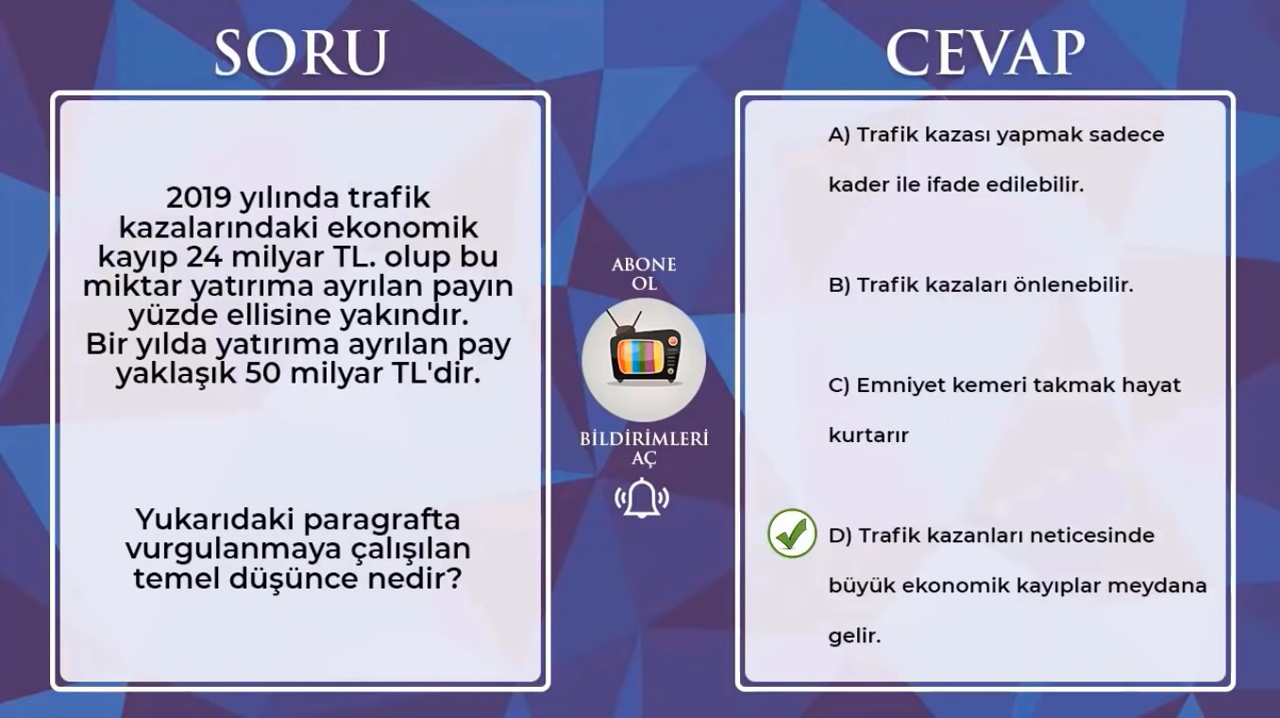 SORU
2019 yılında trafik
kazalarındaki ekonomik
kayıp 24 milyar TL. olup bu
miktar yatırıma ayrılan payın
yüzde ellisine yakındır.
Bir yılda yatırıma ayrılan pay
yaklaşık 50 milyar TL'dir.
Yukarıdaki paragrafta
vurgulanmaya çalışılan
temel düşünce nedir?
ABONE
OL
BİLDİRİMLERİ
AÇ
CEVAP
A) Trafik kazası yapmak sadece
kader ile ifade edilebilir.
B) Trafik kazaları önlenebilir.
C) Emniyet kemeri takmak hayat
kurtarır
D) Trafik kazanları neticesinde
büyük ekonomik kayıplar meydana
gelir.